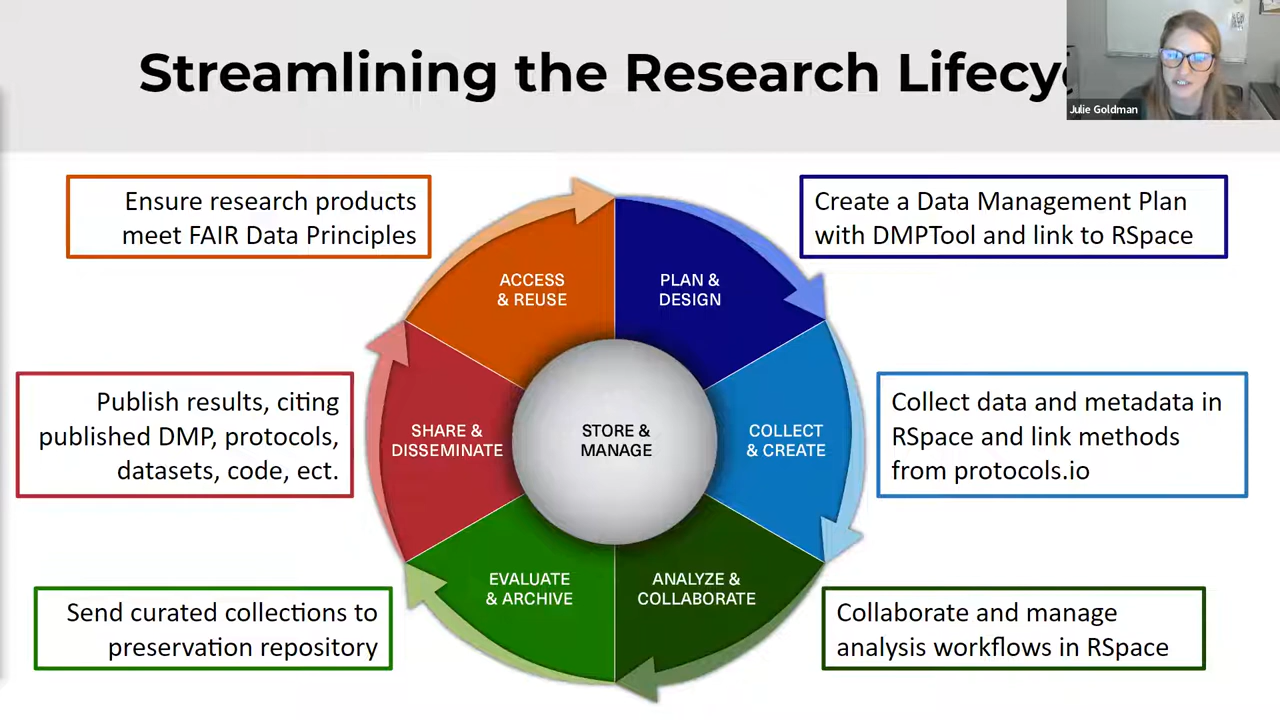 Streamlining the Research Lifecy
Julie Goldman
Ensure research products
meet FAIR Data Principles
Create a Data Management Plan
with DMPTool and link to RSpace
ACCESS
& REUSE
PLAN &
DESIGN
Publish results, citing
published DMP, protocols,
datasets, code, ect.
SHARE &
DISSEMINATE
STORE &
MANAGE
COLLECT
& CREATE
Collect data and metadata in
RSpace and link methods
from protocols.io
EVALUATE
& ARCHIVE
ANALYZE &
COLLABORATE
Send curated collections to
preservation repository
Collaborate and manage
analysis workflows in RSpace